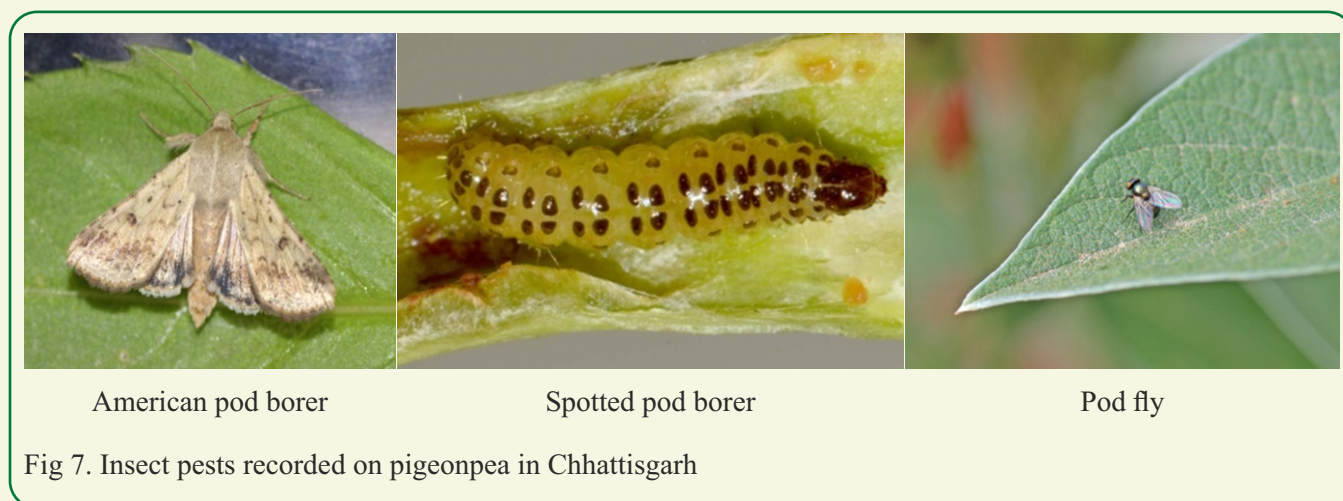 American pod borer
Spotted pod borer
Pod fly
Fig 7. Insect pests recorded on pigeonpea in Chhattisgarh